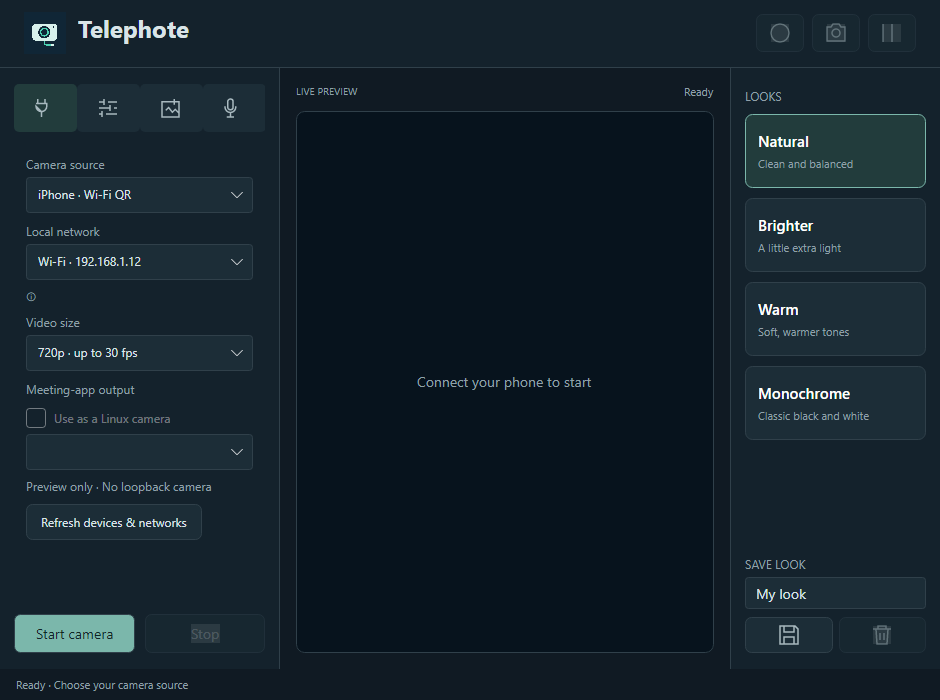 Telephote
Camera source
iPhone · Wi-Fi QR
Local network
Wi-Fi · 192.168.1.12
Video size
720p · up to 30 fps
Meeting-app output
Use as a Linux camera
Preview only · No loopback camera
Refresh devices & networks
Start camera
Stop
LIVE PREVIEW
Ready
Connect your phone to start
LOOKS
Natural
Clean and balanced
Brighter
A little extra light
Warm
Soft, warmer tones
Monochrome
Classic black and white
SAVE LOOK
My look
Ready · Choose your camera source